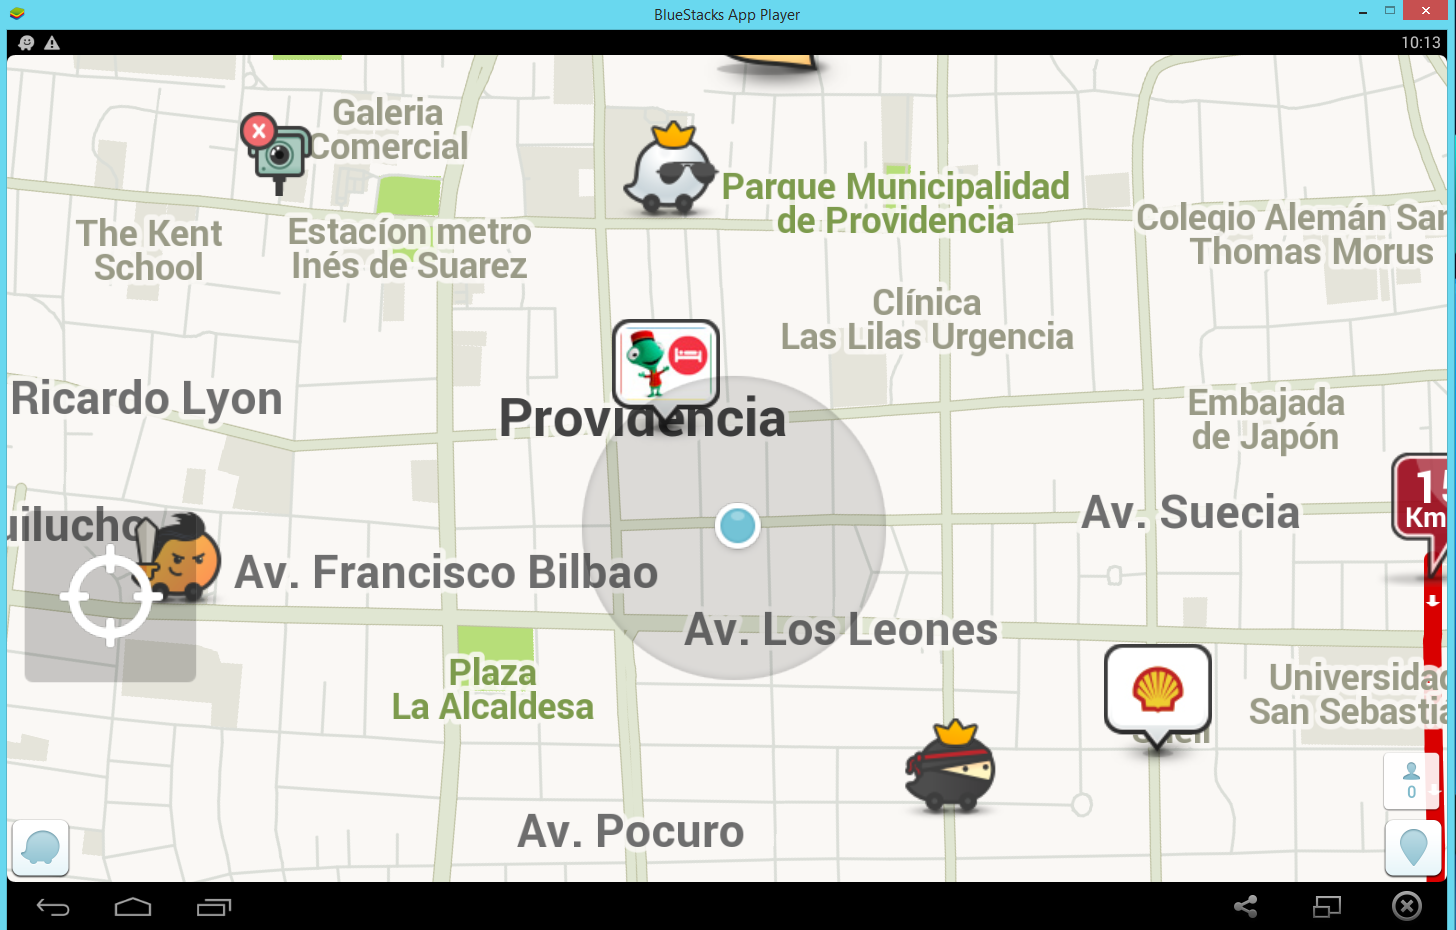 BlueStacks App Player
10:13
Galeria
Comercial
Parque Municipalidad
de Providencia
The Kent
School
Estacíon metro
Inés de Suarez
Colegio Alemán San
Thomas Morus
Clínica
Las Lilas Urgencia
Ricardo Lyon
Providencia
Embajada
de Japón
Av. Suecia
15
Km
uilucho
Av. Francisco Bilbao
Av. Los Leones
Plaza
La Alcaldesa
Universidad
San Sebastia
Shell
0
Av. Pocuro